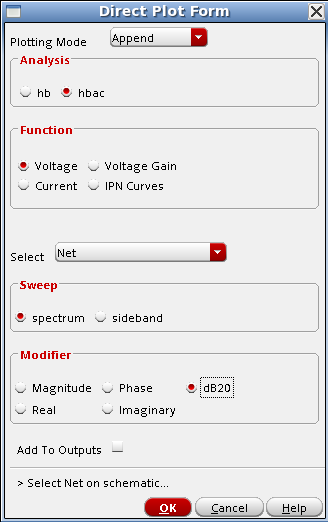 Direct Plot Form
Plotting Mode Append
Analysis
hb hbac
Function
Voltage Voltage Gain
Current IPN Curves
Select Net
Sweep
spectrum sideband
Modifier
Magnitude Phase dB20
Real Imaginary
Add To Outputs
> Select Net on schematic...
OK Cancel Help